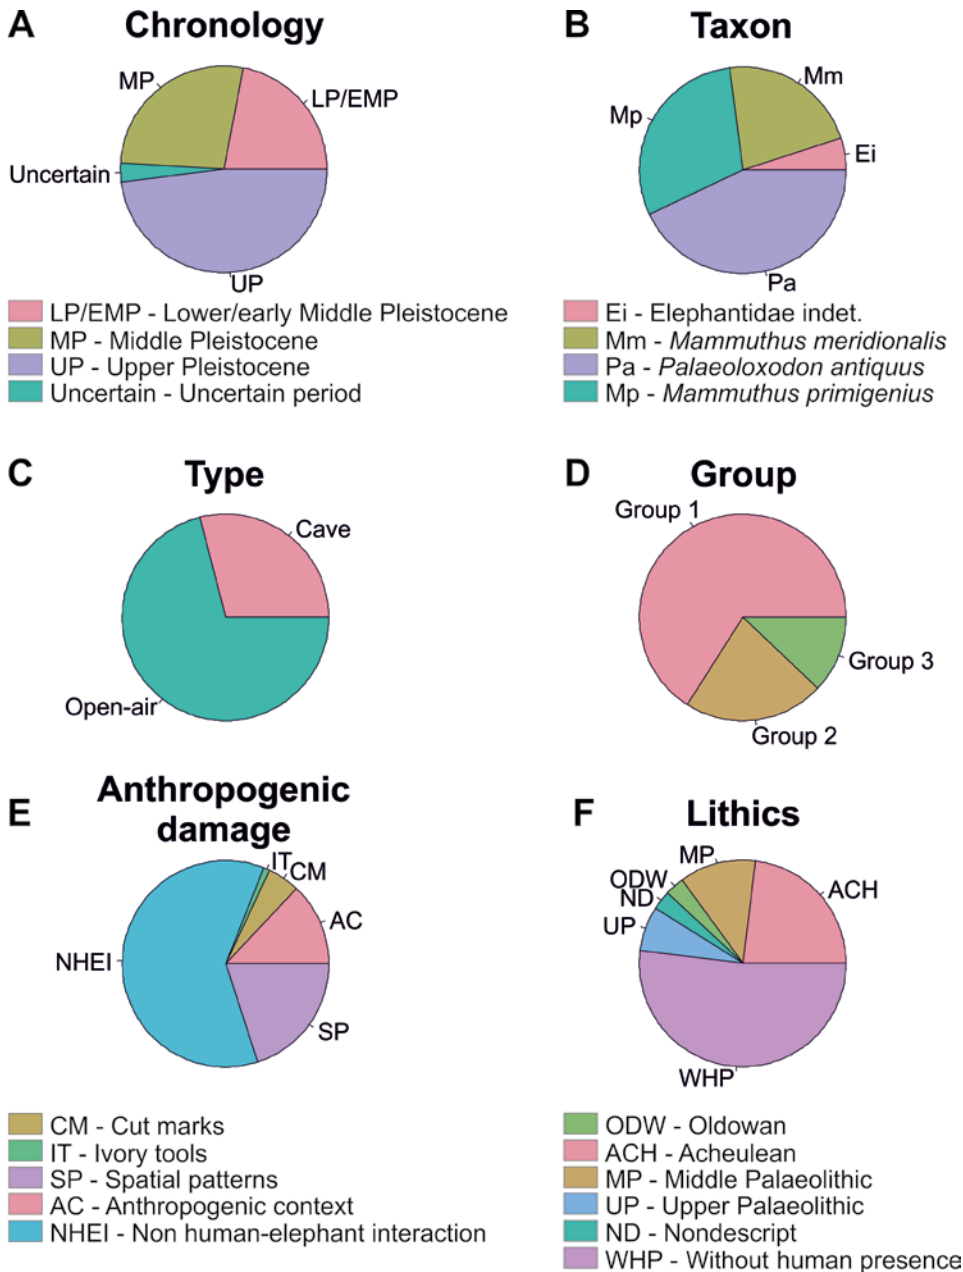 A Chronology
MP
LP/EMP
Uncertain
UP
LP/EMP - Lower/early Middle Pleistocene
MP - Middle Pleistocene
UP - Upper Pleistocene
Uncertain - Uncertain period
B Taxon
Mm
Mp
Ei
Pa
Ei - Elephantidae indet.
Mm - Mammuthus meridionalis
Pa - Palaeoloxodon antiquus
Mp - Mammuthus primigenius
C Type
Cave
Open-air
D Group
Group 1
Group 3
Group 2
E Anthropogenic
damage
IT
CM
AC
NHEI
SP
CM - Cut marks
IT - Ivory tools
SP - Spatial patterns
AC - Anthropogenic context
NHEI - Non human-elephant interaction
F Lithics
MP
ODW
ACH
ND
UP
WHP
ODW - Oldowan
ACH - Acheulean
MP - Middle Palaeolithic
UP - Upper Palaeolithic
ND - Nondescript
WHP - Without human presence